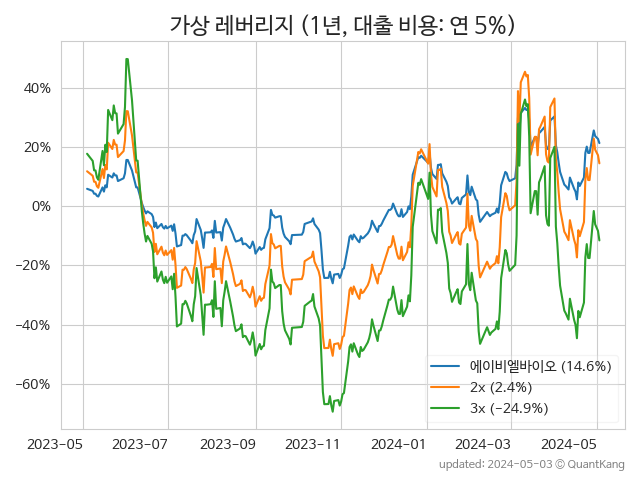 가상 레버리지 (1년, 대출 비용: 연 5%)
40%
20%
0%
−20%
−40%
−60%
에이비엘바이오 (14.6%)
2x (2.4%)
3x (−24.9%)
2023-05 2023-07 2023-09 2023-11 2024-01 2024-03 2024-05
updated: 2024-05-03 © QuantKang